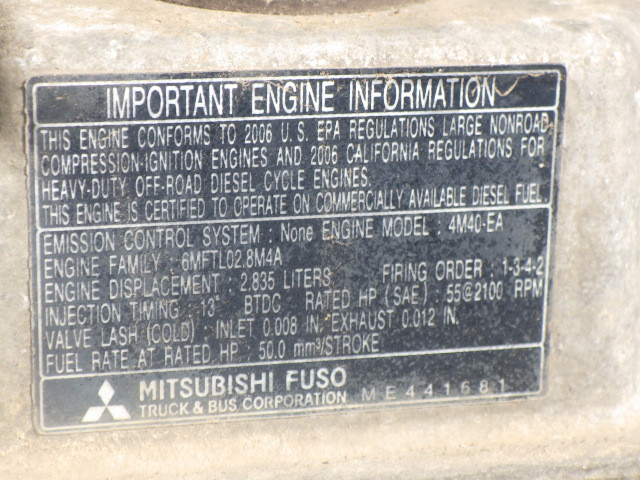 IMPORTANT ENGINE INFORMATION
THIS ENGINE CONFORMS TO 2006 U.S. EPA REGULATIONS LARGE NONROAD
COMPRESSION-IGNITION ENGINES AND 2006 CALIFORNIA REGULATIONS FOR
HEAVY-DUTY OFF-ROAD DIESEL CYCLE ENGINES.
THIS ENGINE IS CERTIFIED TO OPERATE ON COMMERCIALLY AVAILABLE DIESEL FUEL
EMISSION CONTROL SYSTEM : None ENGINE MODEL : 4M40-EA
ENGINE FAMILY : 6MFTL02.8M4A
ENGINE DISPLACEMENT : 2.835 LITERS FIRING ORDER : 1-3-4-2
INJECTION TIMING : 13° BTDC RATED HP (SAE) : 55@2100 RPM
VALVE LASH (COLD) : INLET 0.008 IN. EXHAUST 0.012 IN.
FUEL RATE AT RATED HP : 50.0 mm³/STROKE
MITSUBISHI FUSO
TRUCK & BUS CORPORATION ME441681